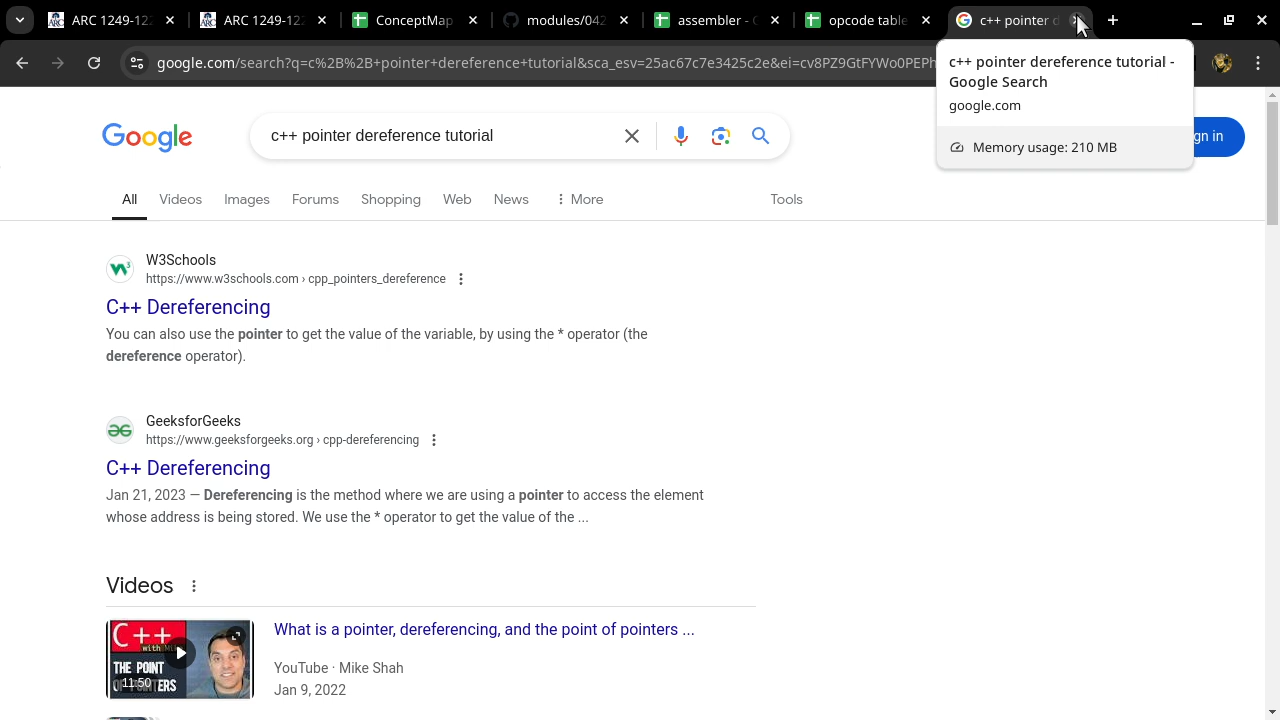 ARC 1249-12
ARC 1249-12
ConceptMap
modules/042
assembler - G
opcode table
c++ pointer d
google.com/search?q=c%2B%2B+pointer+dereference+tutorial&sca_esv=25ac67c7e3425c2e&ei=cv8PZ9GtFYWo0PEPh
c++ pointer dereference tutorial -
Google Search
google.com
Memory usage: 210 MB
Google
c++ pointer dereference tutorial
gn in
All
Videos
Images
Forums
Shopping
Web
News
More
Tools
W3Schools
https://www.w3schools.com › cpp_pointers_dereference
C++ Dereferencing
You can also use the pointer to get the value of the variable, by using the * operator (the
dereference operator).
GeeksforGeeks
https://www.geeksforgeeks.org › cpp-dereferencing
C++ Dereferencing
Jan 21, 2023 — Dereferencing is the method where we are using a pointer to access the element
whose address is being stored. We use the * operator to get the value of the ...
Videos
C++
with Mi
THE POINT
OF POINTERS
11:50
What is a pointer, dereferencing, and the point of pointers ...
YouTube · Mike Shah
Jan 9, 2022